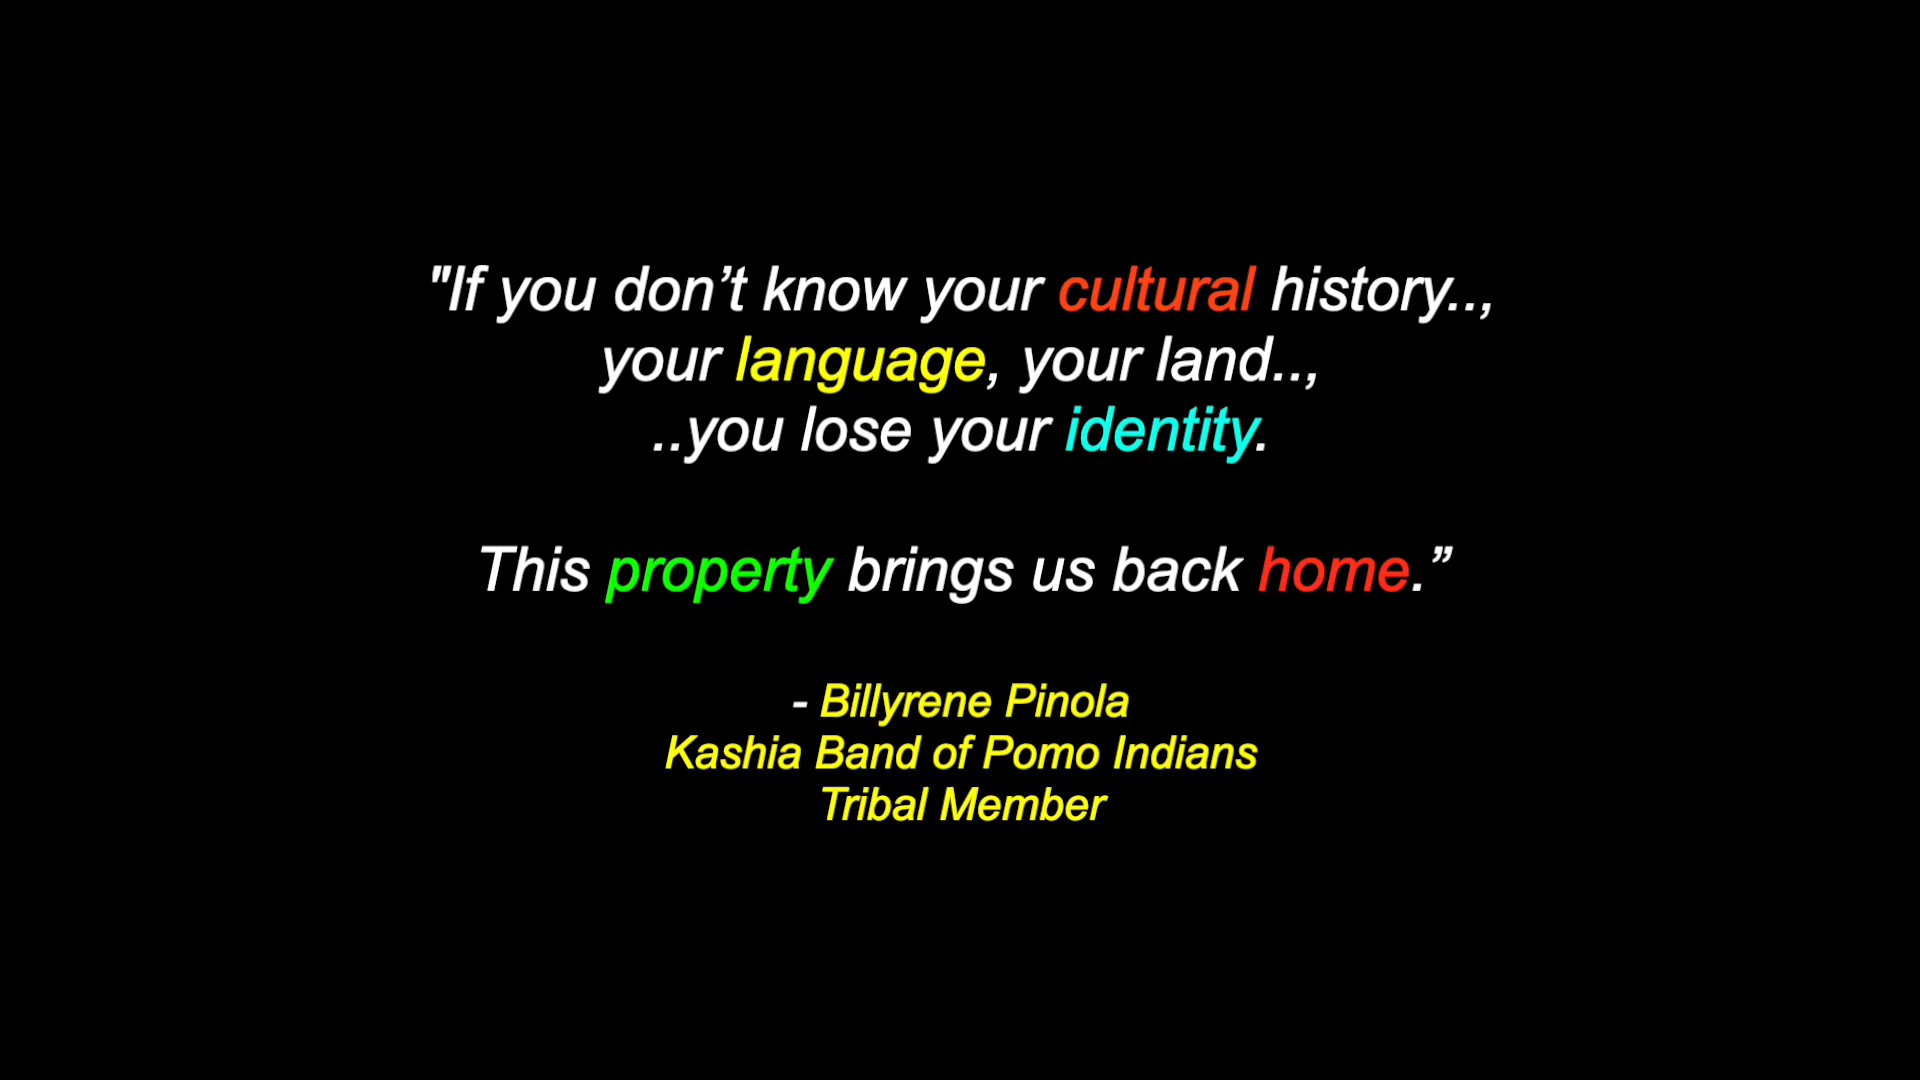 "If you don’t know your cultural history..,
your language, your land..,
..you lose your identity.
This property brings us back home.”
- Billyrene Pinola
Kashia Band of Pomo Indians
Tribal Member